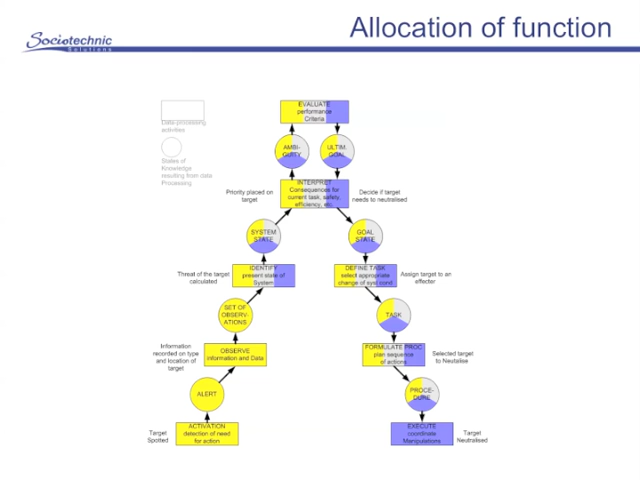 Allocation of function
Sociotechnic
Solutions
Data-processing
activities
States of
Knowledge
resulting from data
Processing
EVALUATE
performance
Criteria
AMBI-
GUITY
ULTIM.
GOAL
INTERPRET
Consequences for
current task, safety,
efficiency, etc.
Priority placed on
target
Decide if target
needs to neutralised
SYSTEM
STATE
GOAL
STATE
Threat of the target
calculated
IDENTIFY
present state of
System
DEFINE TASK
select appropriate
change of sys cond
Assign target to an
effecter
SET OF
OBSERV-
ATIONS
TASK
Information
recorded on type
and location of
target
OBSERVE
information and Data
FORMULATE PROC
plan sequence
of actions
Selected target
to Neutalise
ALERT
PROCE-
DURE
Target
Spotted
ACTIVATION
detection of need
for action
EXECUTE
coordinate
Manipulations
Target
Neutralised